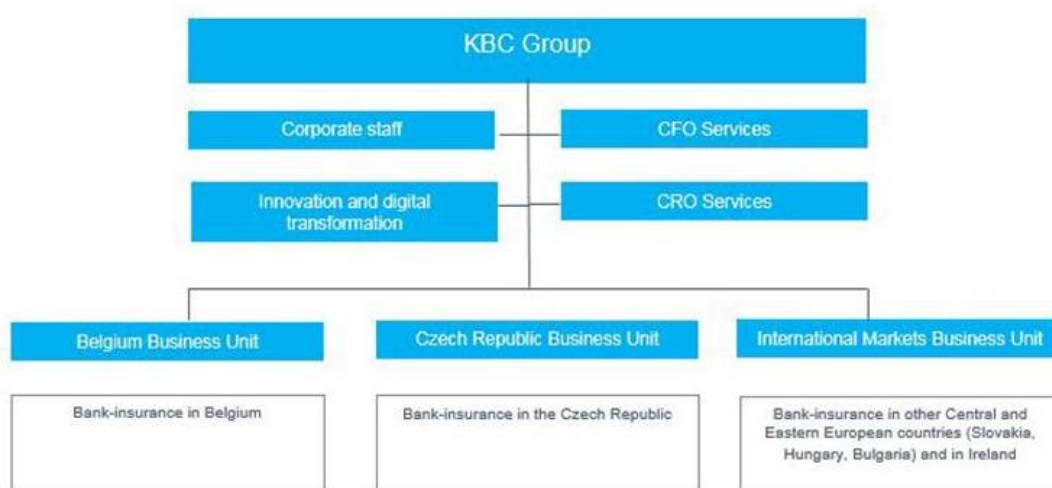 KBC Group
Corporate staff
CFO Services
Innovation and digital
transformation
CRO Services
Belgium Business Unit
Czech Republic Business Unit
International Markets Business Unit
Bank-insurance in Belgium
Bank-insurance in the Czech Republic
Bank-insurance in other Central and
Eastern European countries (Slovakia,
Hungary, Bulgaria) and in Ireland